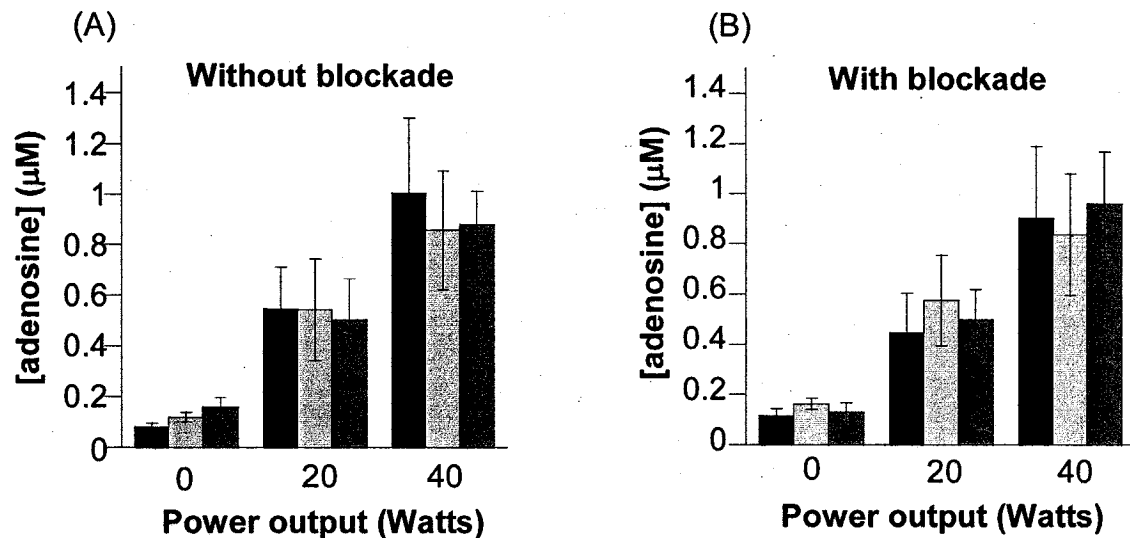 (A)
Without blockade
[adenosine] (μM)
1.4
1.2
1
0.8
0.6
0.4
0.2
0
0 20 40
Power output (Watts)
(B)
With blockade
[adenosine] (μM)
1.4
1.2
1
0.8
0.6
0.4
0.2
0
0 20 40
Power output (Watts)